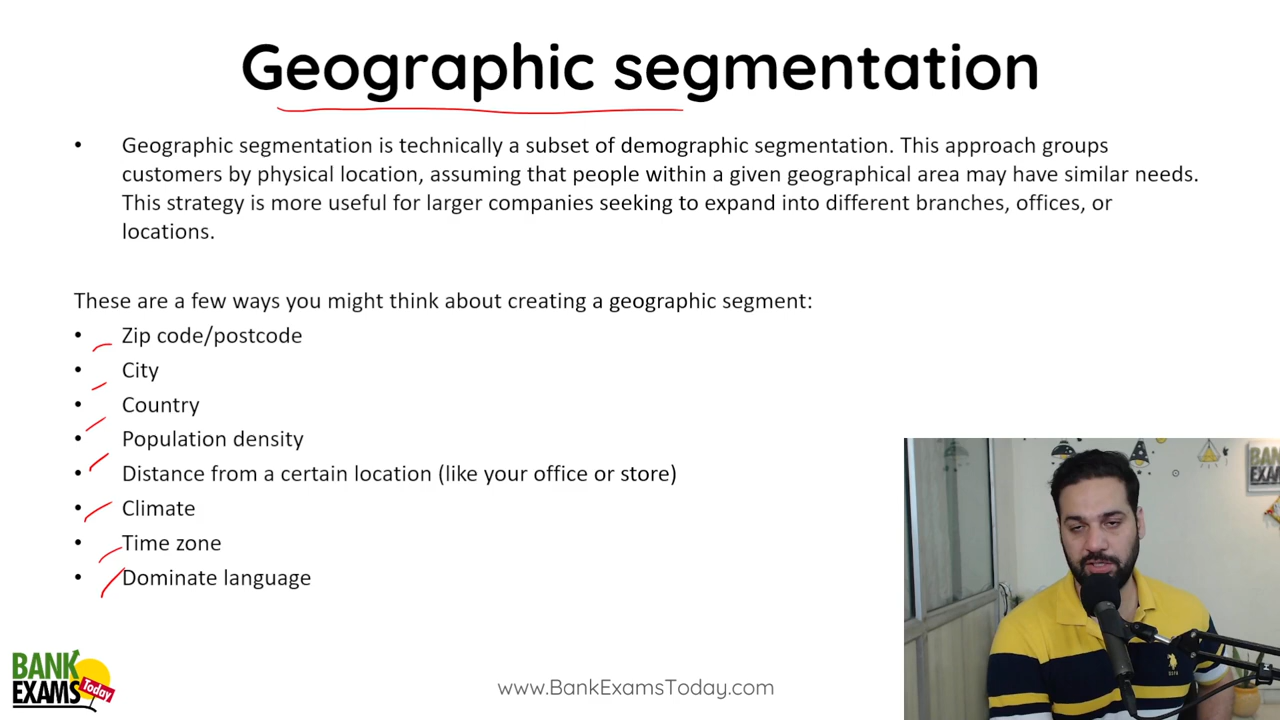 Geographic segmentation
• Geographic segmentation is technically a subset of demographic segmentation. This approach groups
customers by physical location, assuming that people within a given geographical area may have similar needs.
This strategy is more useful for larger companies seeking to expand into different branches, offices, or
locations.
These are a few ways you might think about creating a geographic segment:
• Zip code/postcode
• City
• Country
• Population density
• Distance from a certain location (like your office or store)
• Climate
• Time zone
• Dominate language
BANK
EXAMS
Today
www.BankExamsToday.com
BAN
EXAM